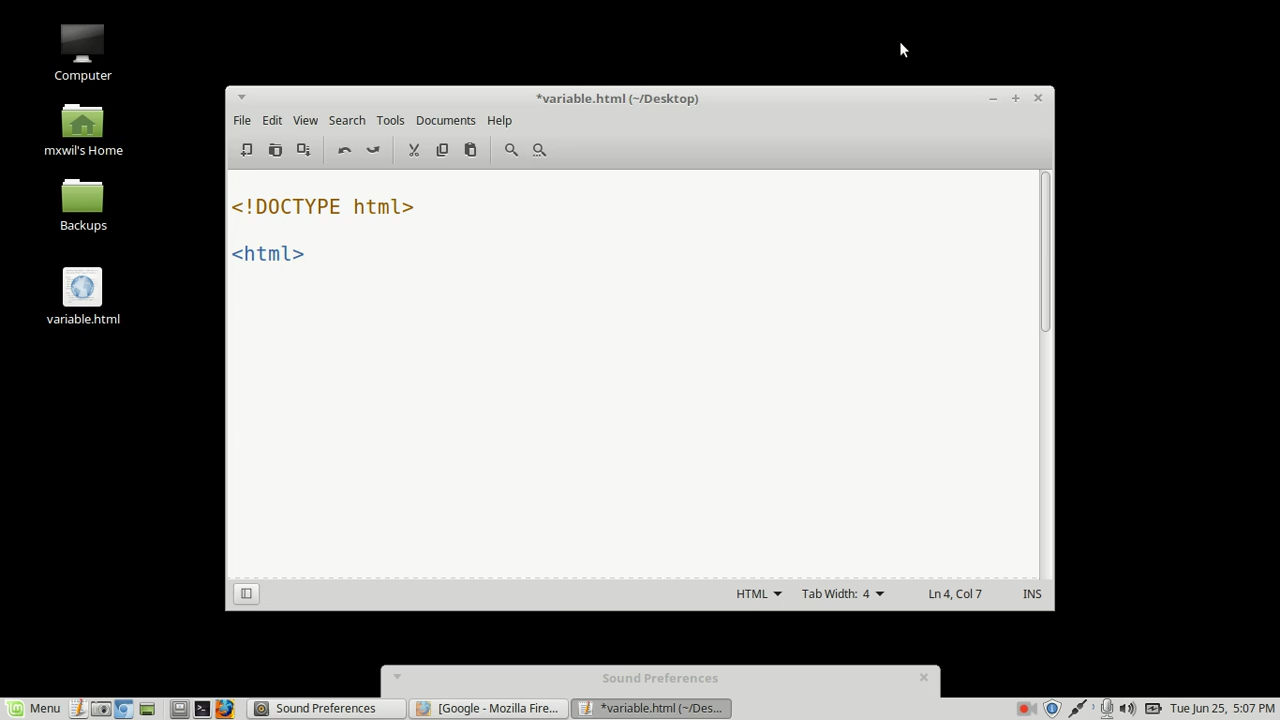 Computer
mxwil's Home
Backups
variable.html
*variable.html (~/Desktop)
File Edit View Search Tools Documents Help
<!DOCTYPE html>
<html>
HTML Tab Width: 4 Ln 4, Col 7 INS
Sound Preferences
Menu Sound Preferences [Google - Mozilla Fire... *variable.html (~/Des... Tue Jun 25, 5:07 PM